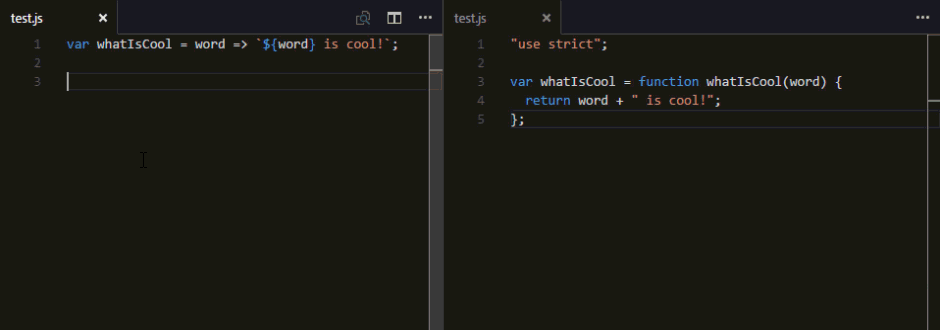 test.js
1 var whatIsCool = word => `${word} is cool!`;
2
3
test.js
1 "use strict";
2
3 var whatIsCool = function whatIsCool(word) {
4   return word + " is cool!";
5 };